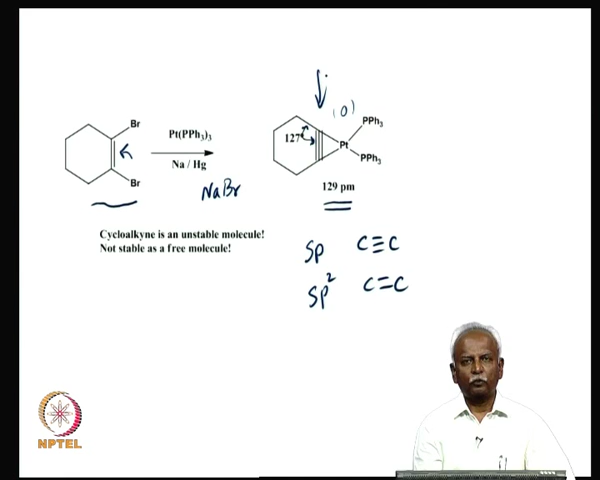 Br
Pt(PPh3)3
Na / Hg
Br
NaBr
127
(0)
PPh3
Pt
PPh3
129 pm
Cycloalkyne is an unstable molecule!
Not stable as a free molecule!
SP C≡C
SP2 C=C
NPTEL